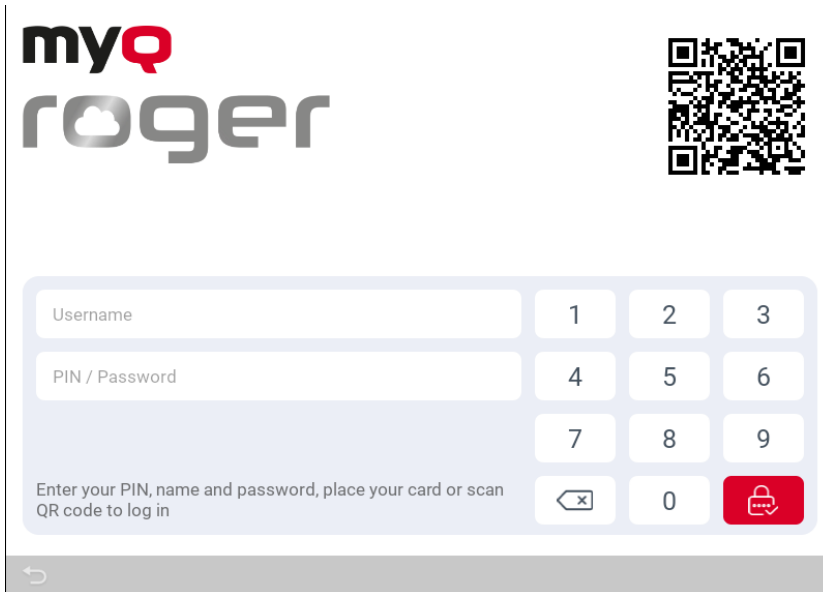 myQ
roger
Username
1
2
3
PIN / Password
4
5
6
7
8
9
Enter your PIN, name and password, place your card or scan
QR code to log in
0